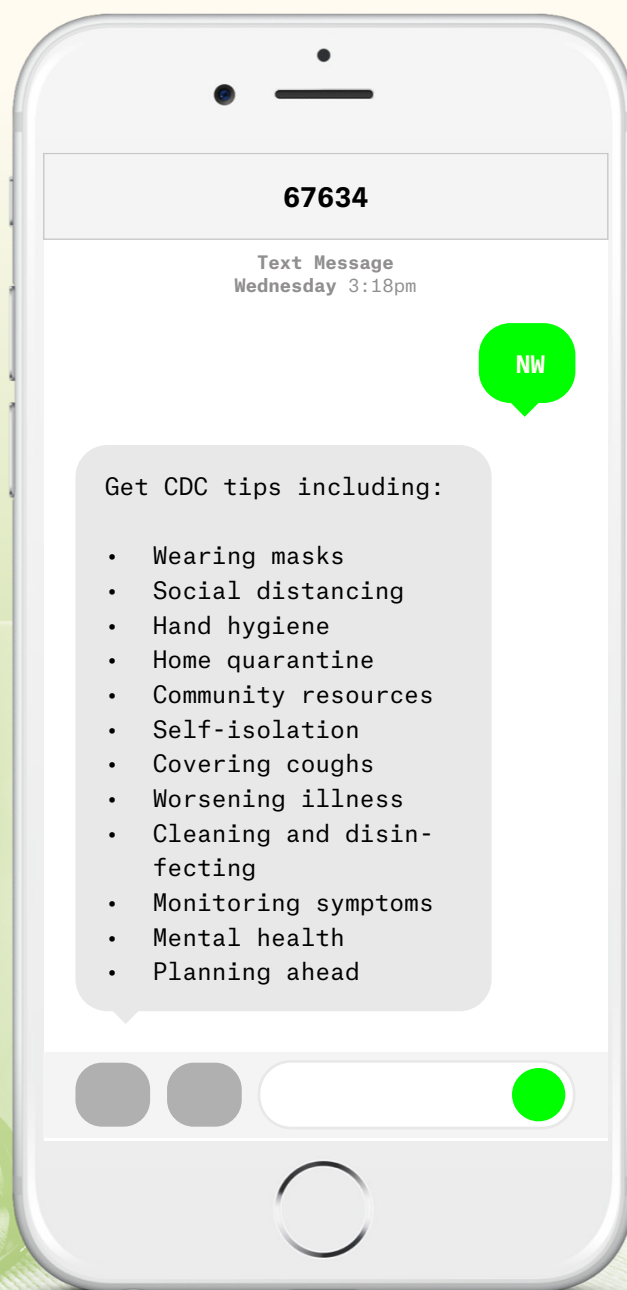 67634
Text Message
Wednesday 3:18pm
NW
Get CDC tips including:
• Wearing masks
• Social distancing
• Hand hygiene
• Home quarantine
• Community resources
• Self-isolation
• Covering coughs
• Worsening illness
• Cleaning and disin-
fecting
• Monitoring symptoms
• Mental health
• Planning ahead